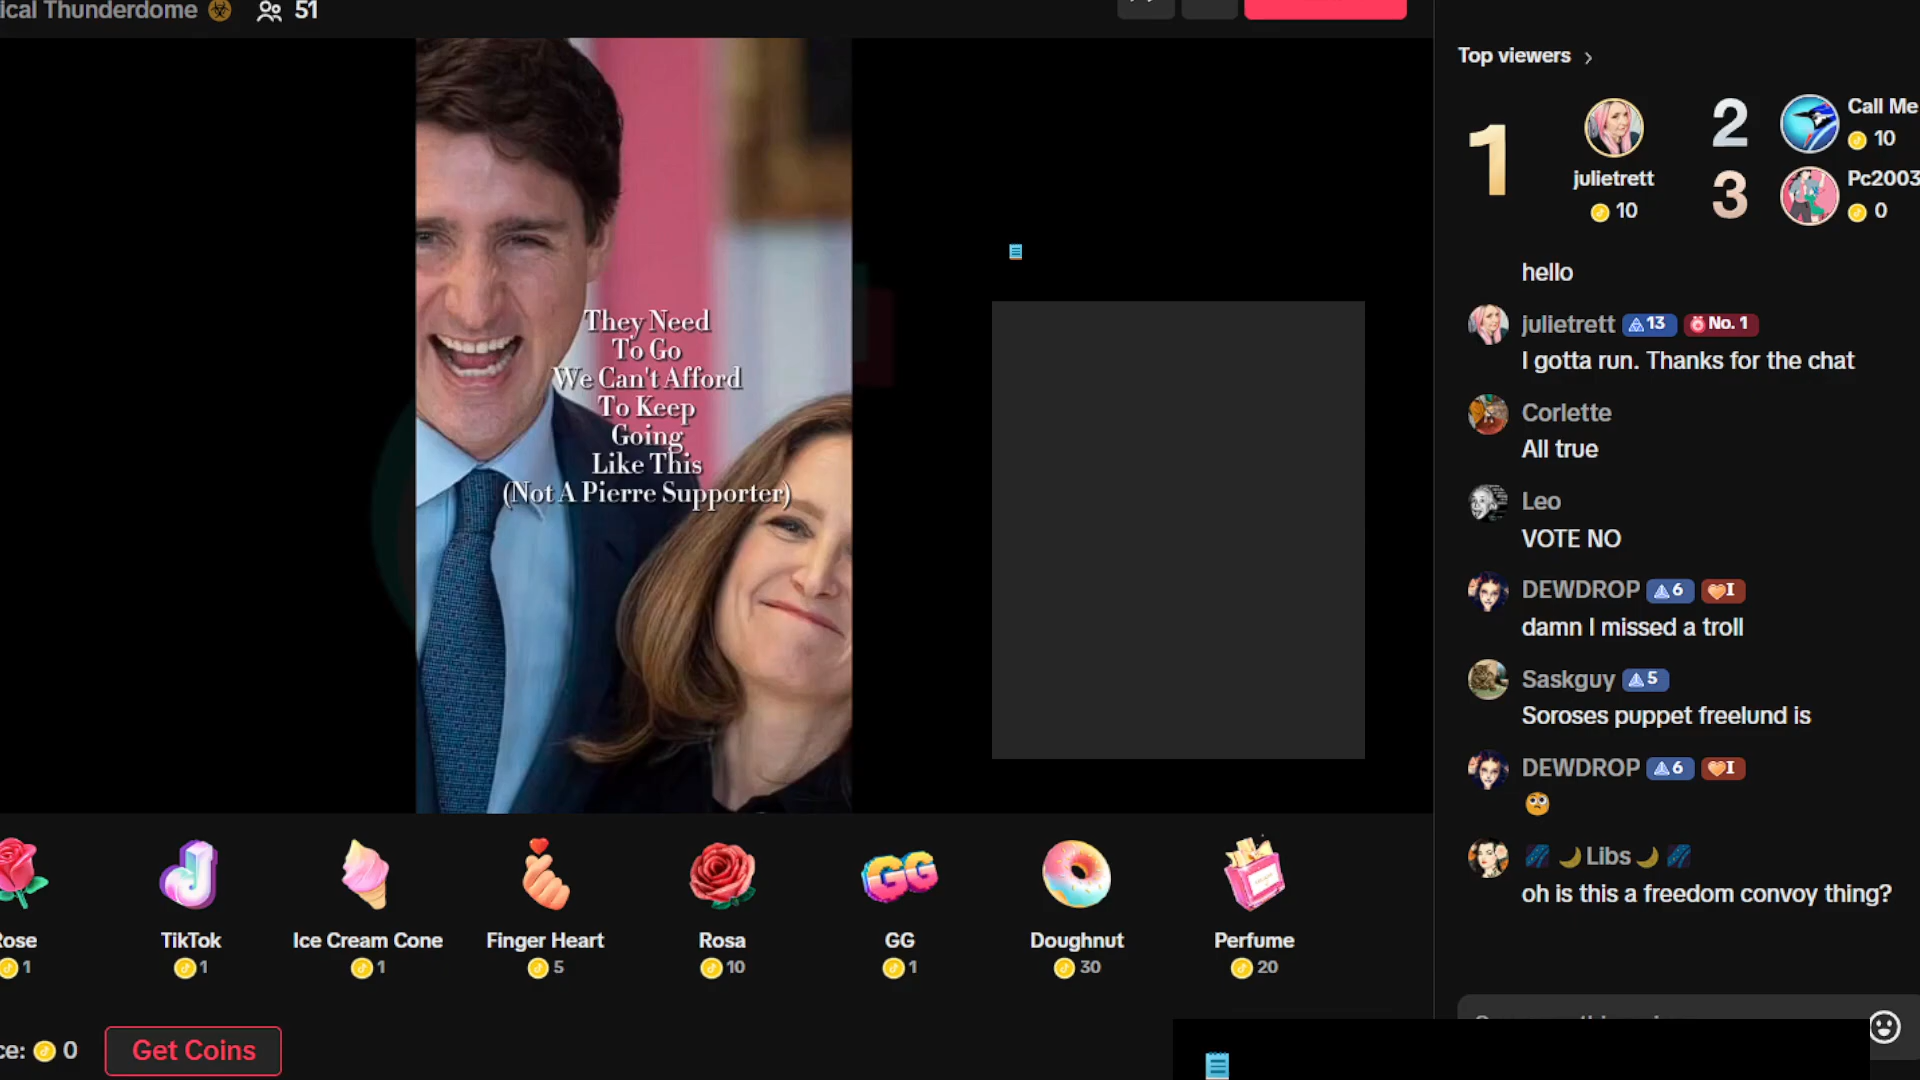 ical Thunderdome
51
They Need
To Go
We Can't Afford
To Keep
Going
Like This
(Not A Pierre Supporter)
Rose
1
TikTok
1
Ice Cream Cone
1
Finger Heart
5
Rosa
10
GG
GG
1
Doughnut
30
Perfume
20
ce: 0
Get Coins
Top viewers
1
julietrett
10
2
Call Me
10
3
Pc2003
0
hello
julietrett 13 No. 1
I gotta run. Thanks for the chat
Corlette
All true
Leo
VOTE NO
DEWDROP 6 I
damn I missed a troll
Saskguy 5
Soroses puppet freelund is
DEWDROP 6 I
🌌 🌙Libs🌙 🌌
oh is this a freedom convoy thing?